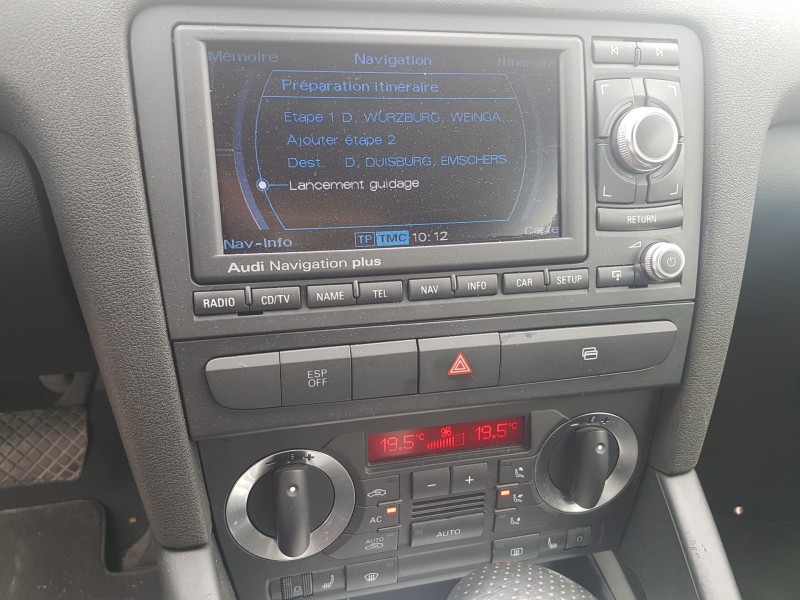 Mémoire Navigation Itinéraire
Préparation itinéraire
Étape 1 D, WÜRZBURG, WEINGA.
Ajouter étape 2
Dest. D, DUISBURG, EMSCHERS.
Lancement guidage
Nav-Info TP TMC 10:12 Carte
Audi Navigation plus
RETURN
RADIO CD/TV NAME TEL NAV INFO CAR SETUP
ESP
OFF
19.5°C 19.5°C
− +
AC
AUTO
AUTO